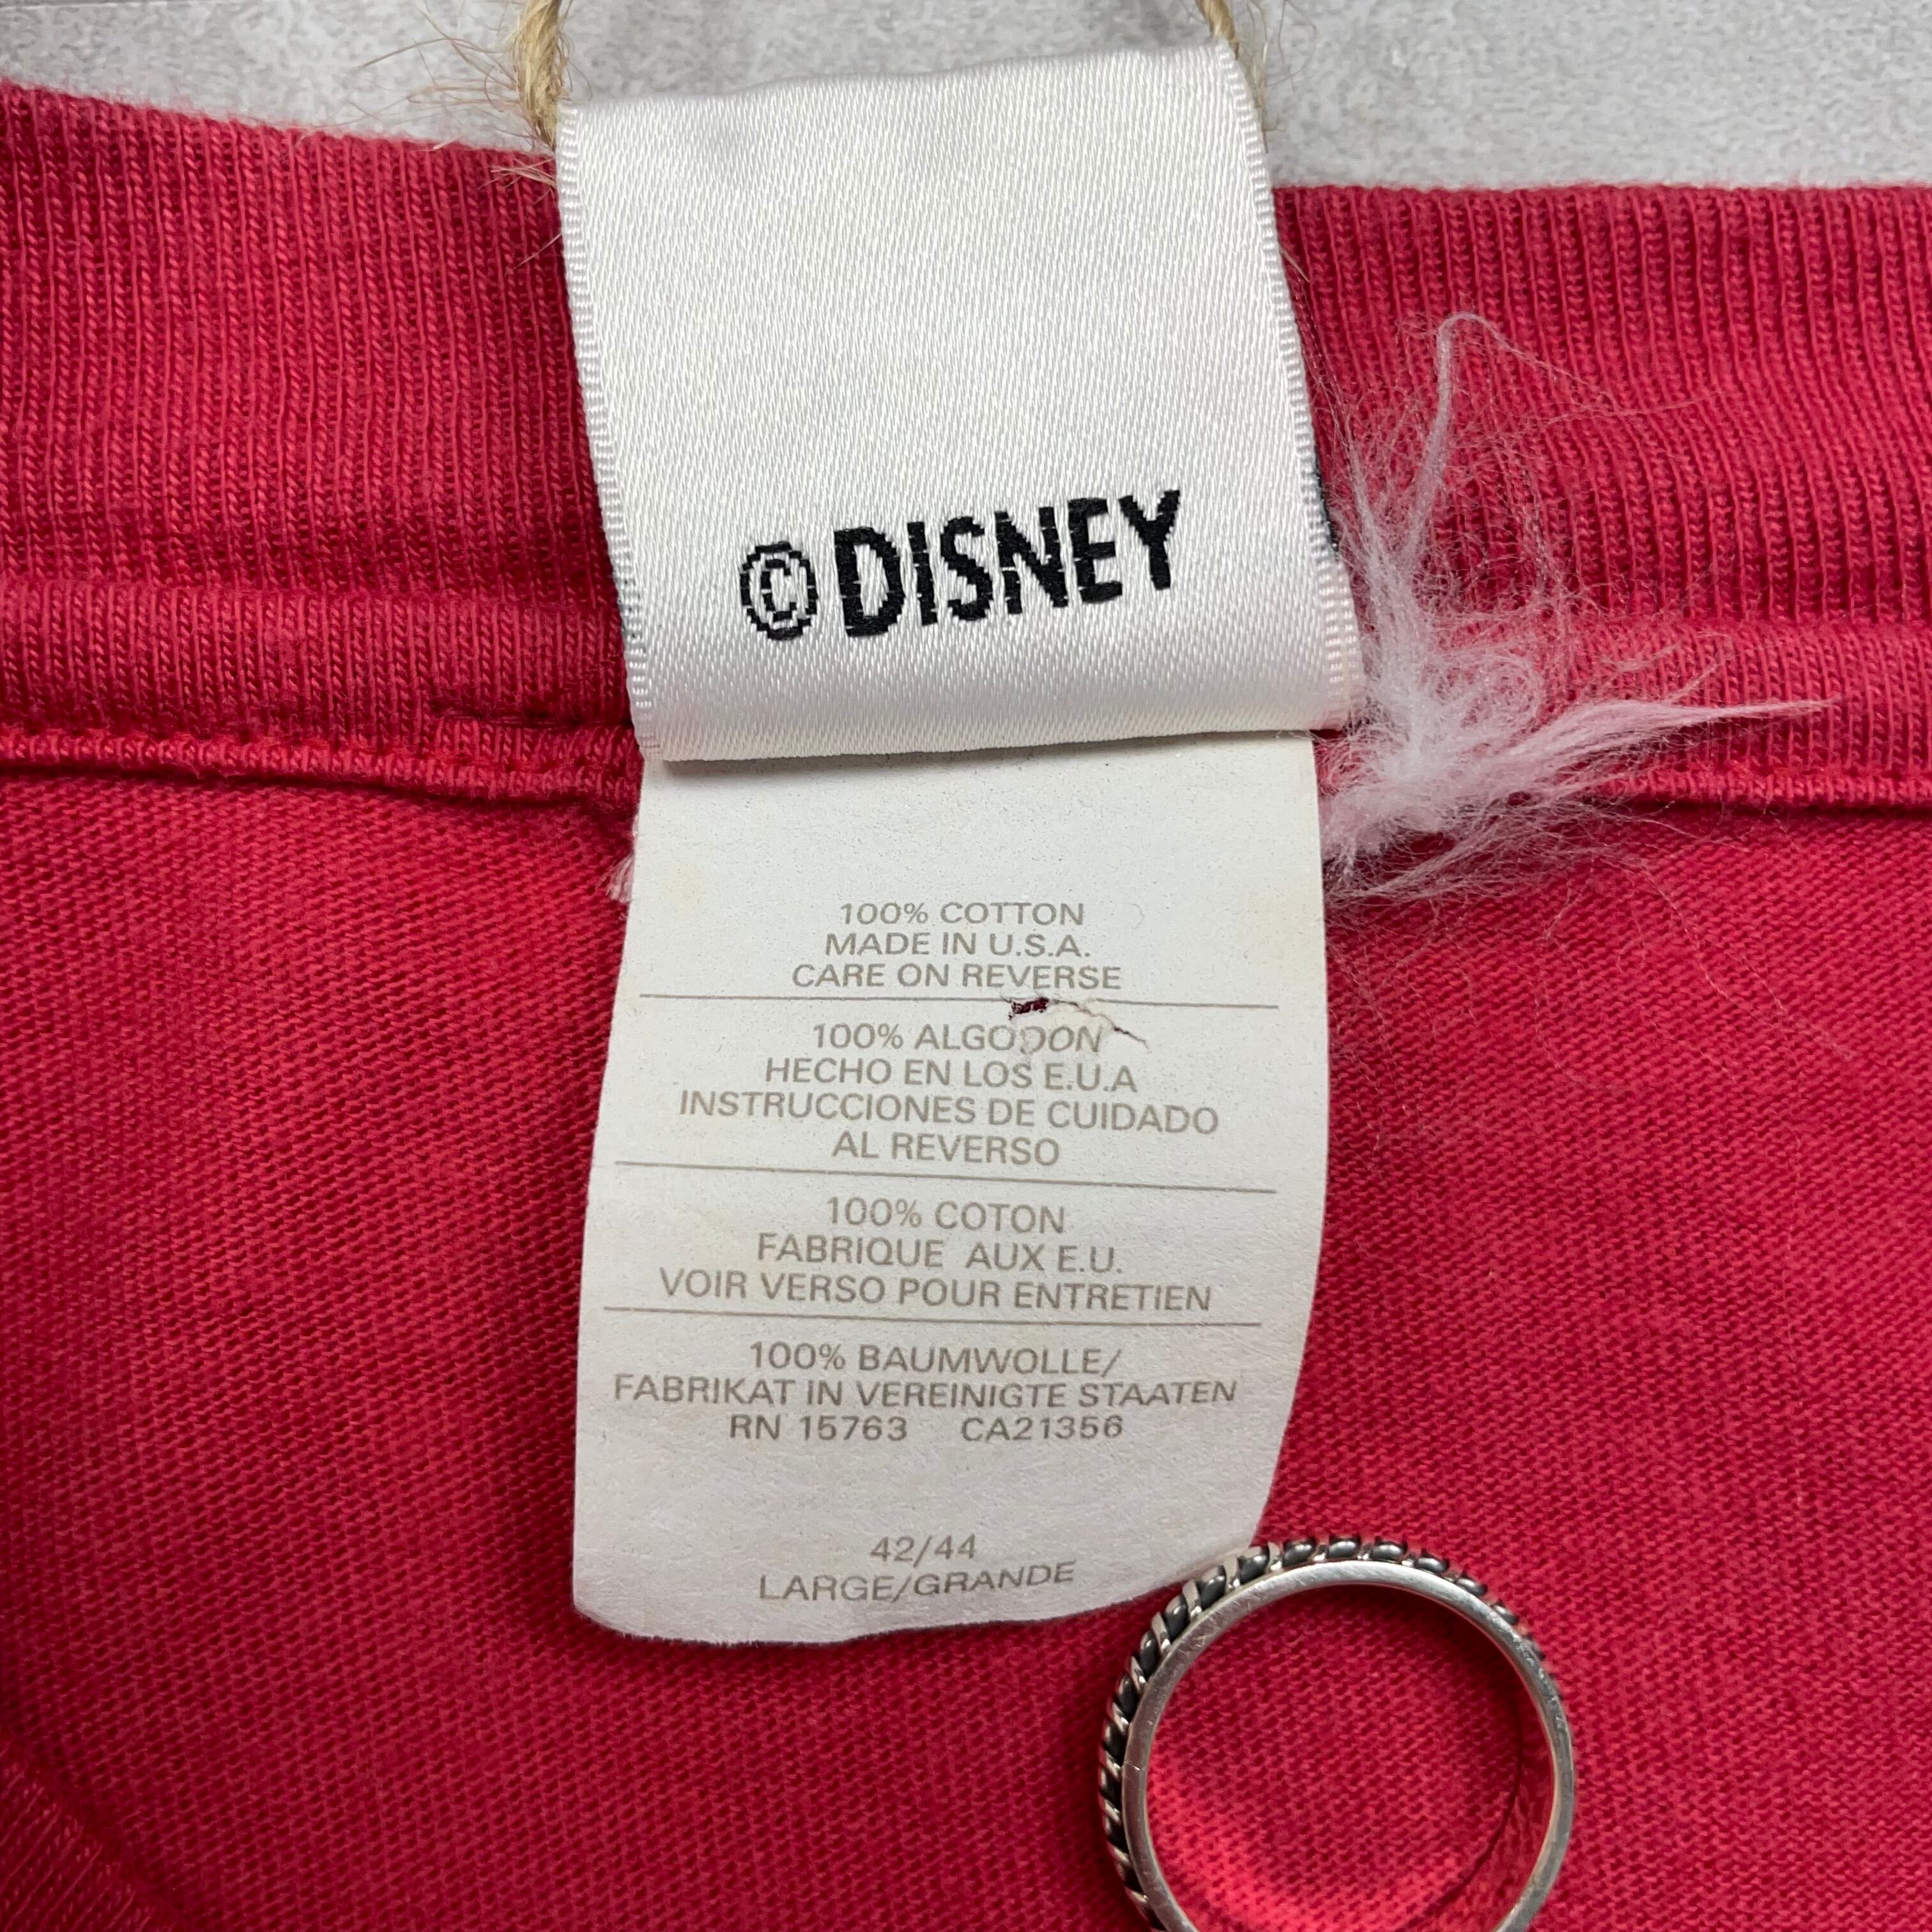 © DISNEY
100% COTTON
MADE IN U.S.A.
CARE ON REVERSE
100% ALGODON
HECHO EN LOS E.U.A
INSTRUCCIONES DE CUIDADO
AL REVERSO
100% COTON
FABRIQUE AUX E.U.
VOIR VERSO POUR ENTRETIEN
100% BAUMWOLLE/
FABRIKAT IN VEREINIGTE STAATEN
RN 15763 CA21356
42/44
LARGE/GRANDE